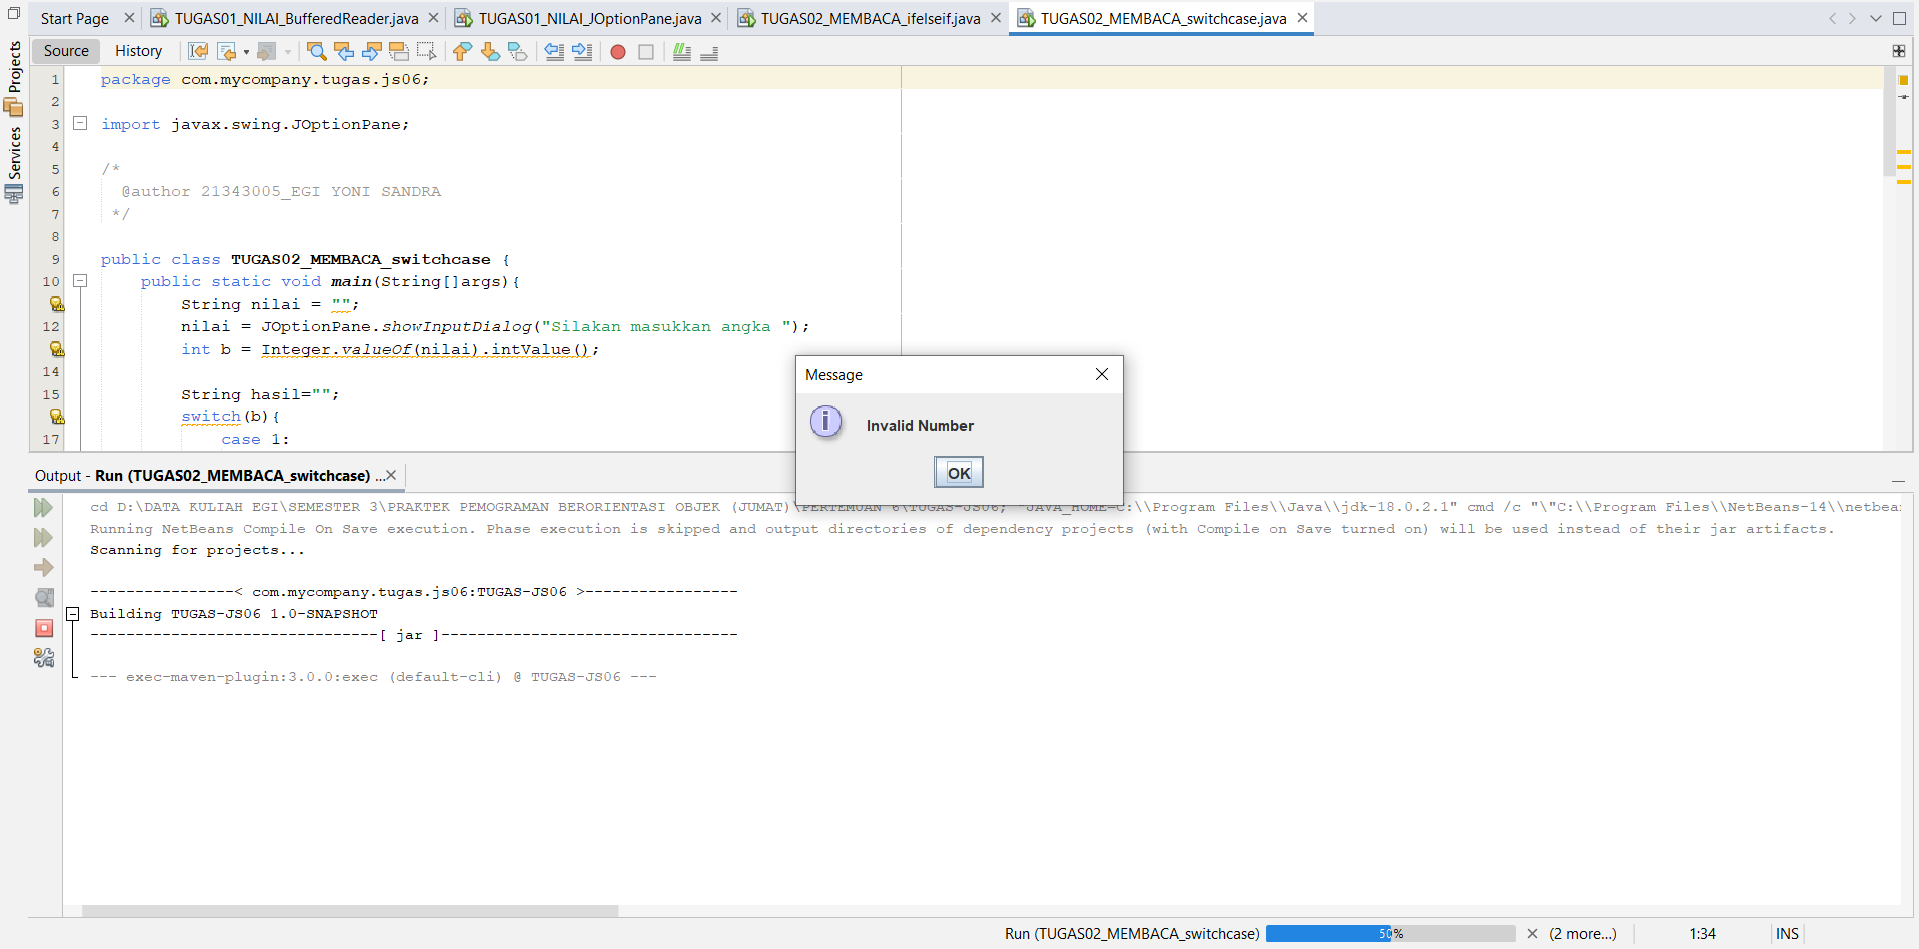 Start Page
TUGAS01_NILAI_BufferedReader.java
TUGAS01_NILAI_JOptionPane.java
TUGAS02_MEMBACA_ifelseif.java
TUGAS02_MEMBACA_switchcase.java
Projects
Services
Source
History
1 package com.mycompany.tugas.js06;
2
3 import javax.swing.JOptionPane;
4
5 /*
6 @author 21343005_EGI YONI SANDRA
7 */
8
9 public class TUGAS02_MEMBACA_switchcase {
10 public static void main(String[]args){
String nilai = "";
12 nilai = JOptionPane.showInputDialog("Silakan masukkan angka ");
int b = Integer.valueOf(nilai).intValue();
14
15 String hasil="";
switch(b){
17 case 1:
Message
Invalid Number
OK
Output - Run (TUGAS02_MEMBACA_switchcase) ...
cd D:\DATA KULIAH EGI\SEMESTER 3\PRAKTEK PEMOGRAMAN BERORIENTASI OBJEK (JUMAT)\PERTEMUAN 6\TUGAS-JS06; "JAVA_HOME=C:\\Program Files\\Java\\jdk-18.0.2.1" cmd /c "\"C:\\Program Files\\NetBeans-14\\netbea
Running NetBeans Compile On Save execution. Phase execution is skipped and output directories of dependency projects (with Compile on Save turned on) will be used instead of their jar artifacts.
Scanning for projects...
----------------< com.mycompany.tugas.js06:TUGAS-JS06 >-----------------
Building TUGAS-JS06 1.0-SNAPSHOT
--------------------------------[ jar ]---------------------------------
--- exec-maven-plugin:3.0.0:exec (default-cli) @ TUGAS-JS06 ---
Run (TUGAS02_MEMBACA_switchcase)
50%
(2 more...)
1:34
INS